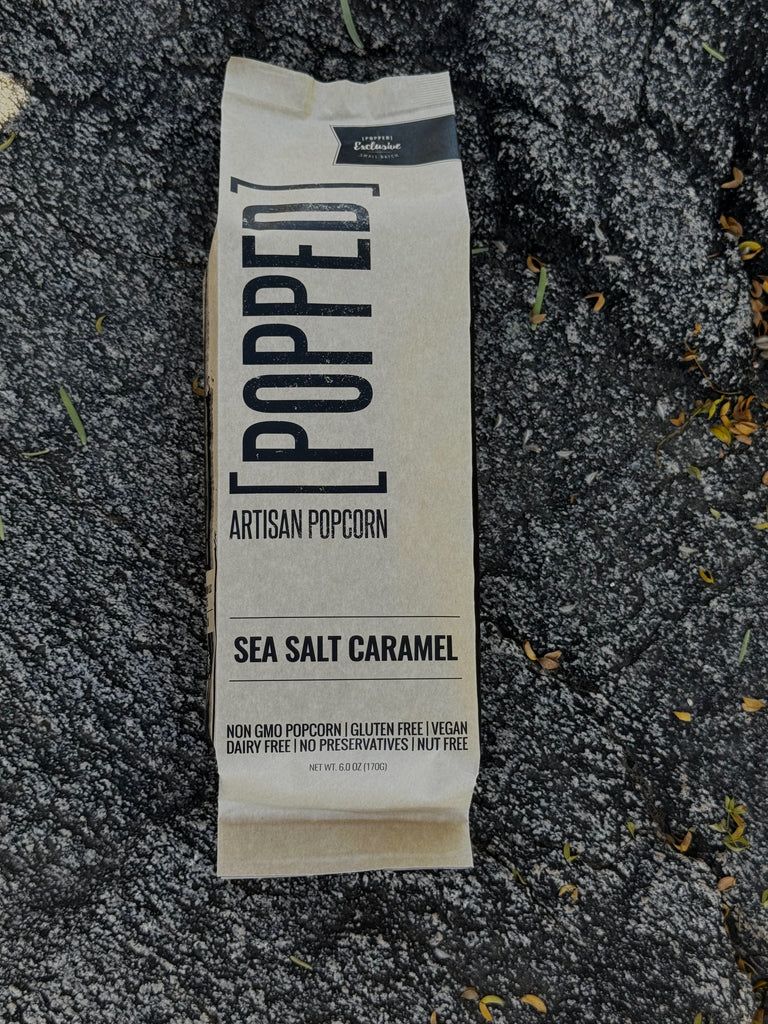 [POPPED]
Exclusive
SMALL BATCH
[POPPED]
ARTISAN POPCORN
SEA SALT CARAMEL
NON GMO POPCORN | GLUTEN FREE | VEGAN
DAIRY FREE | NO PRESERVATIVES | NUT FREE
NET WT. 6.0 OZ (170G)